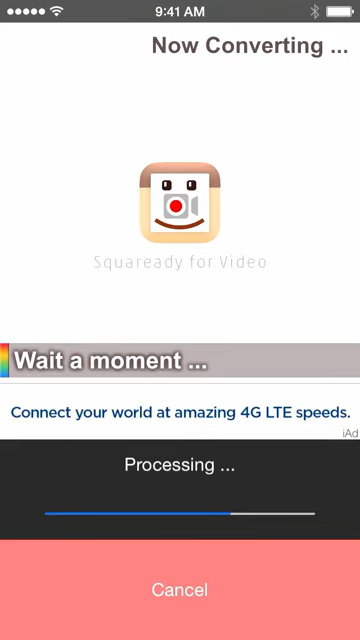 9:41 AM
Now Converting ...
Squaready for Video
Wait a moment ...
Connect your world at amazing 4G LTE speeds.
iAd
Processing ...
Cancel